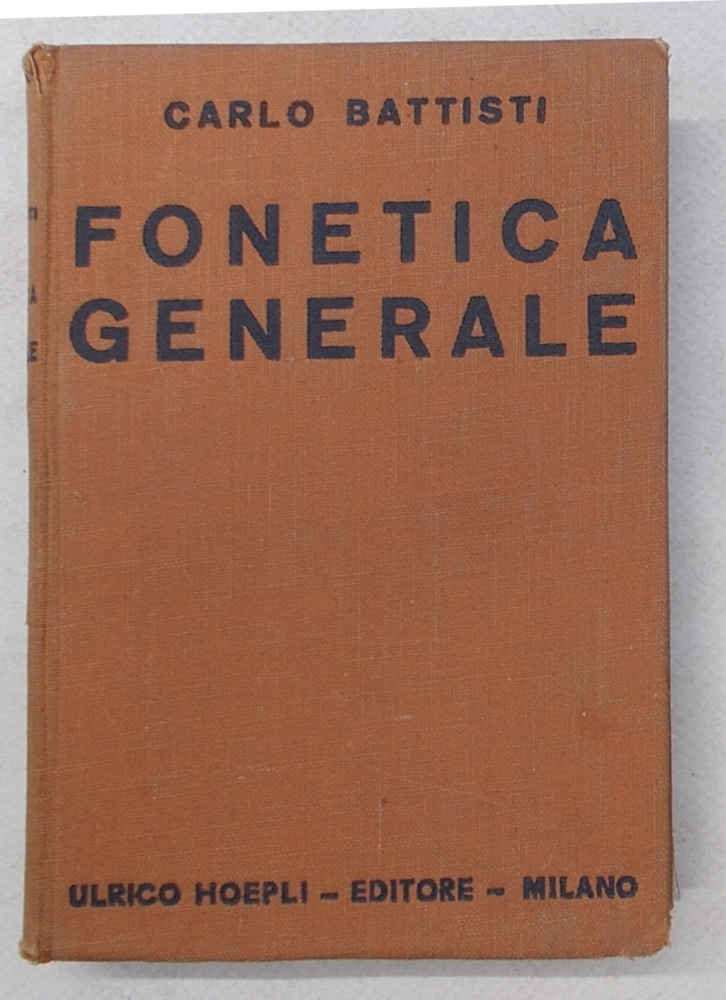 CARLO BATTISTI
FONETICA
GENERALE
ULRICO HOEPLI - EDITORE - MILANO